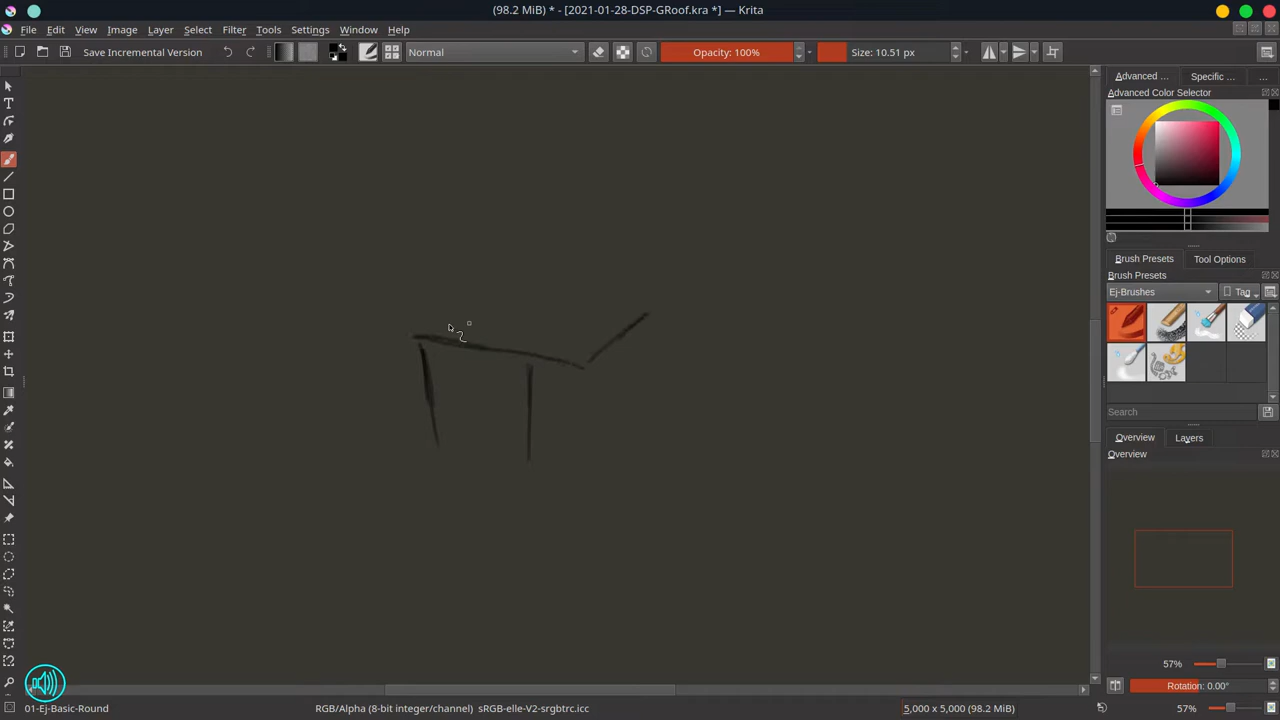 (98.2 MiB) * - [2021-01-28-DSP-GRoof.kra *] — Krita
File Edit View Image Layer Select Filter Tools Settings Window Help
Save Incremental Version Normal Opacity: 100% Size: 10.51 px
Advanced ... Specific ... ...
Advanced Color Selector
Brush Presets Tool Options
Brush Presets
Ej-Brushes Tag
Search
Overview Layers
Overview
57%
Rotation: 0.00°
01-Ej-Basic-Round RGB/Alpha (8-bit integer/channel) sRGB-elle-V2-srgbtrc.icc 5,000 x 5,000 (98.2 MiB) 57%